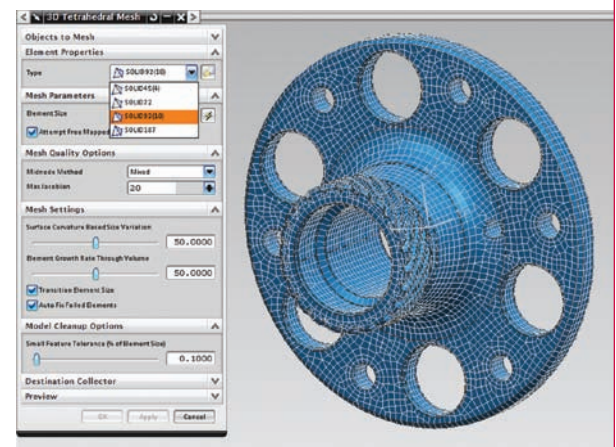 3D Tetrahedral Mesh
Objects to Mesh
Element Properties
Type
SOLID92(10)
SOLID45(4)
SOLID72
Mesh Parameters
Element Size
SOLID92(10)
Attempt Free Mapped
SOLID187
Mesh Quality Options
Midnode Method
Mixed
Max Jacobian
20
Mesh Settings
Surface Curvature Based Size Variation
50.0000
Element Growth Rate Through Volume
50.0000
Transition Element Size
Auto Fix Failed Elements
Model Cleanup Options
Small Feature Tolerance (% of Element Size)
0.1000
Destination Collector
Preview
OK Apply Cancel